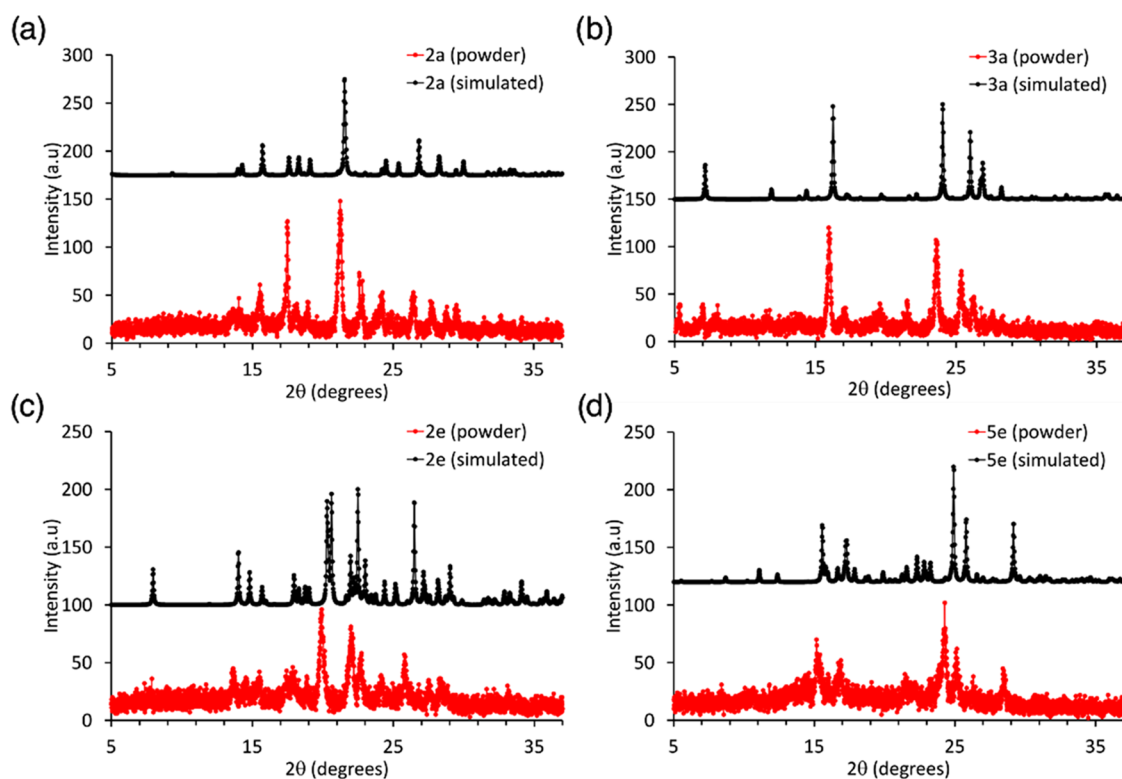 (a)
2a (powder)
2a (simulated)
Intensity (a.u)
300
250
200
150
100
50
0
5
15
25
35
2θ (degrees)
(b)
3a (powder)
3a (simulated)
Intensity (a.u)
300
250
200
150
100
50
0
5
15
25
35
2θ (degrees)
(c)
2e (powder)
2e (simulated)
Intensity (a.u)
250
200
150
100
50
0
5
15
25
35
2θ (degrees)
(d)
5e (powder)
5e (simulated)
Intensity (a.u)
250
200
150
100
50
0
5
15
25
35
2θ (degrees)